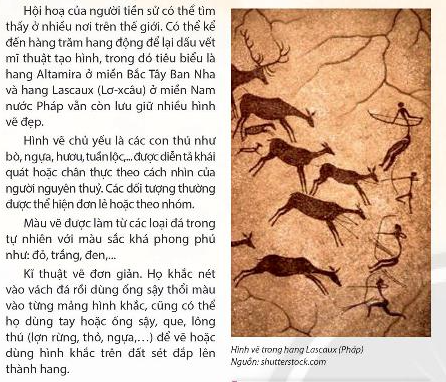 Hội hoạ của người tiền sử có thể tìm
thấy ở nhiều nơi trên thế giới. Có thể kể
đến hàng trăm hang động để lại dấu vết
mĩ thuật tạo hình, trong đó tiêu biểu là
hang Altamira ở miền Bắc Tây Ban Nha
và hang Lascaux (Lơ-xcâu) ở miền Nam
nước Pháp vẫn còn lưu giữ nhiều hình
vẽ đẹp.
Hình vẽ chủ yếu là các con thú như
bò, ngựa, hươu, tuần lộc,... được diễn tả khái
quát hoặc chân thực theo cách nhìn của
người nguyên thuỷ. Các đối tượng thường
được thể hiện đơn lẻ hoặc theo nhóm.
Màu vẽ được làm từ các loại đá trong
tự nhiên với màu sắc khá phong phú
như: đỏ, trắng, đen,...
Kĩ thuật vẽ đơn giản. Họ khắc nét
vào vách đá rồi dùng ống sậy thổi màu
vào từng mảng hình khắc, cũng có thể
họ dùng tay hoặc ống sậy, que, lông
thú (lợn rừng, thỏ, ngựa,…) để vẽ hoặc
dùng hình khắc trên đất sét đắp lên
thành hang.
Hình vẽ trong hang Lascaux (Pháp)
Nguồn: shutterstock.com